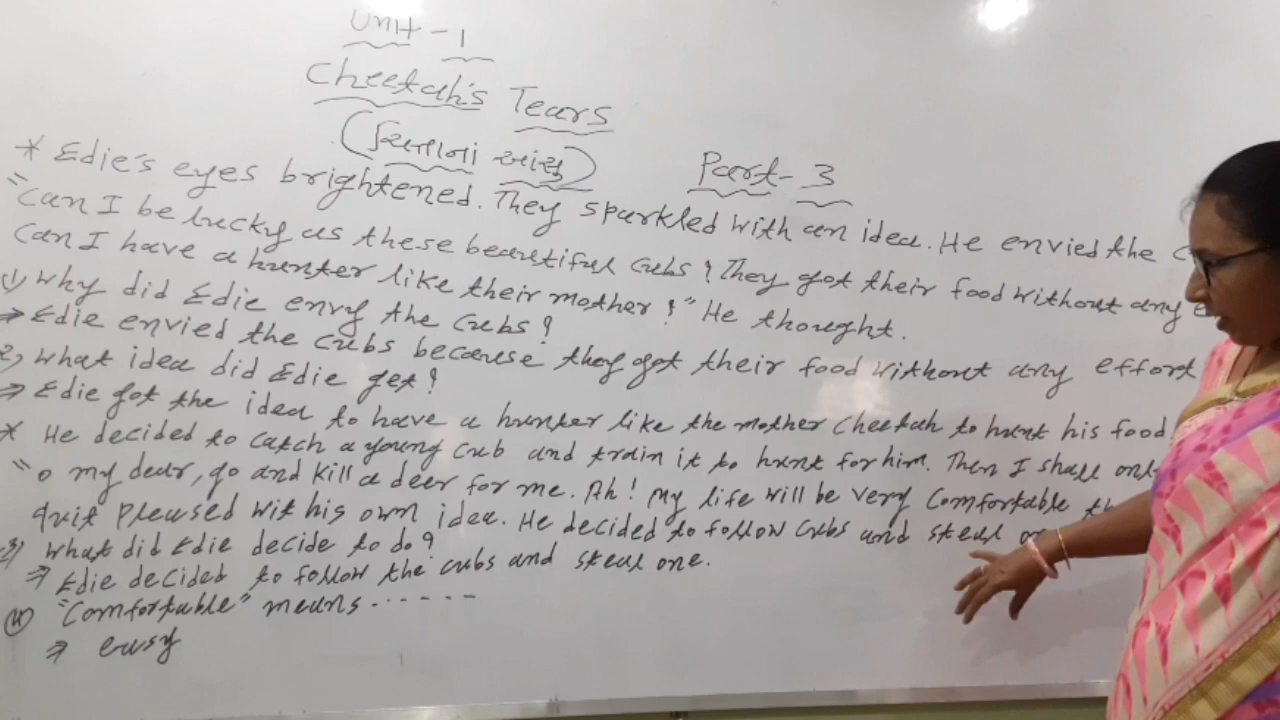 Unit - 1
Cheetah's Tears
(ચિત્તાના આંસુ)
Part - 3
* Edie's eyes brightened. They sparkled with an idea. He envied the
"Can I be lucky as these beautiful cubs? They got their food without any
Can I have a hunter like their mother?" He thought.
(1) Why did Edie envy the cubs?
⇒ Edie envied the cubs because they got their food without any effort
2, What idea did Edie get?
⇒ Edie got the idea to have a hunter like the mother cheetah to hunt his food
* He decided to catch a young cub and train it to hunt for him. Then I shall only
"O my dear, go and kill a deer for me. Ah! My life will be very comfortable
quit pleased wit his own idea. He decided to follow cubs and steal
3) What did Edie decide to do?
⇒ Edie decided to follow the cubs and steal one.
(4) "Comfortable" means ......
⇒ easy